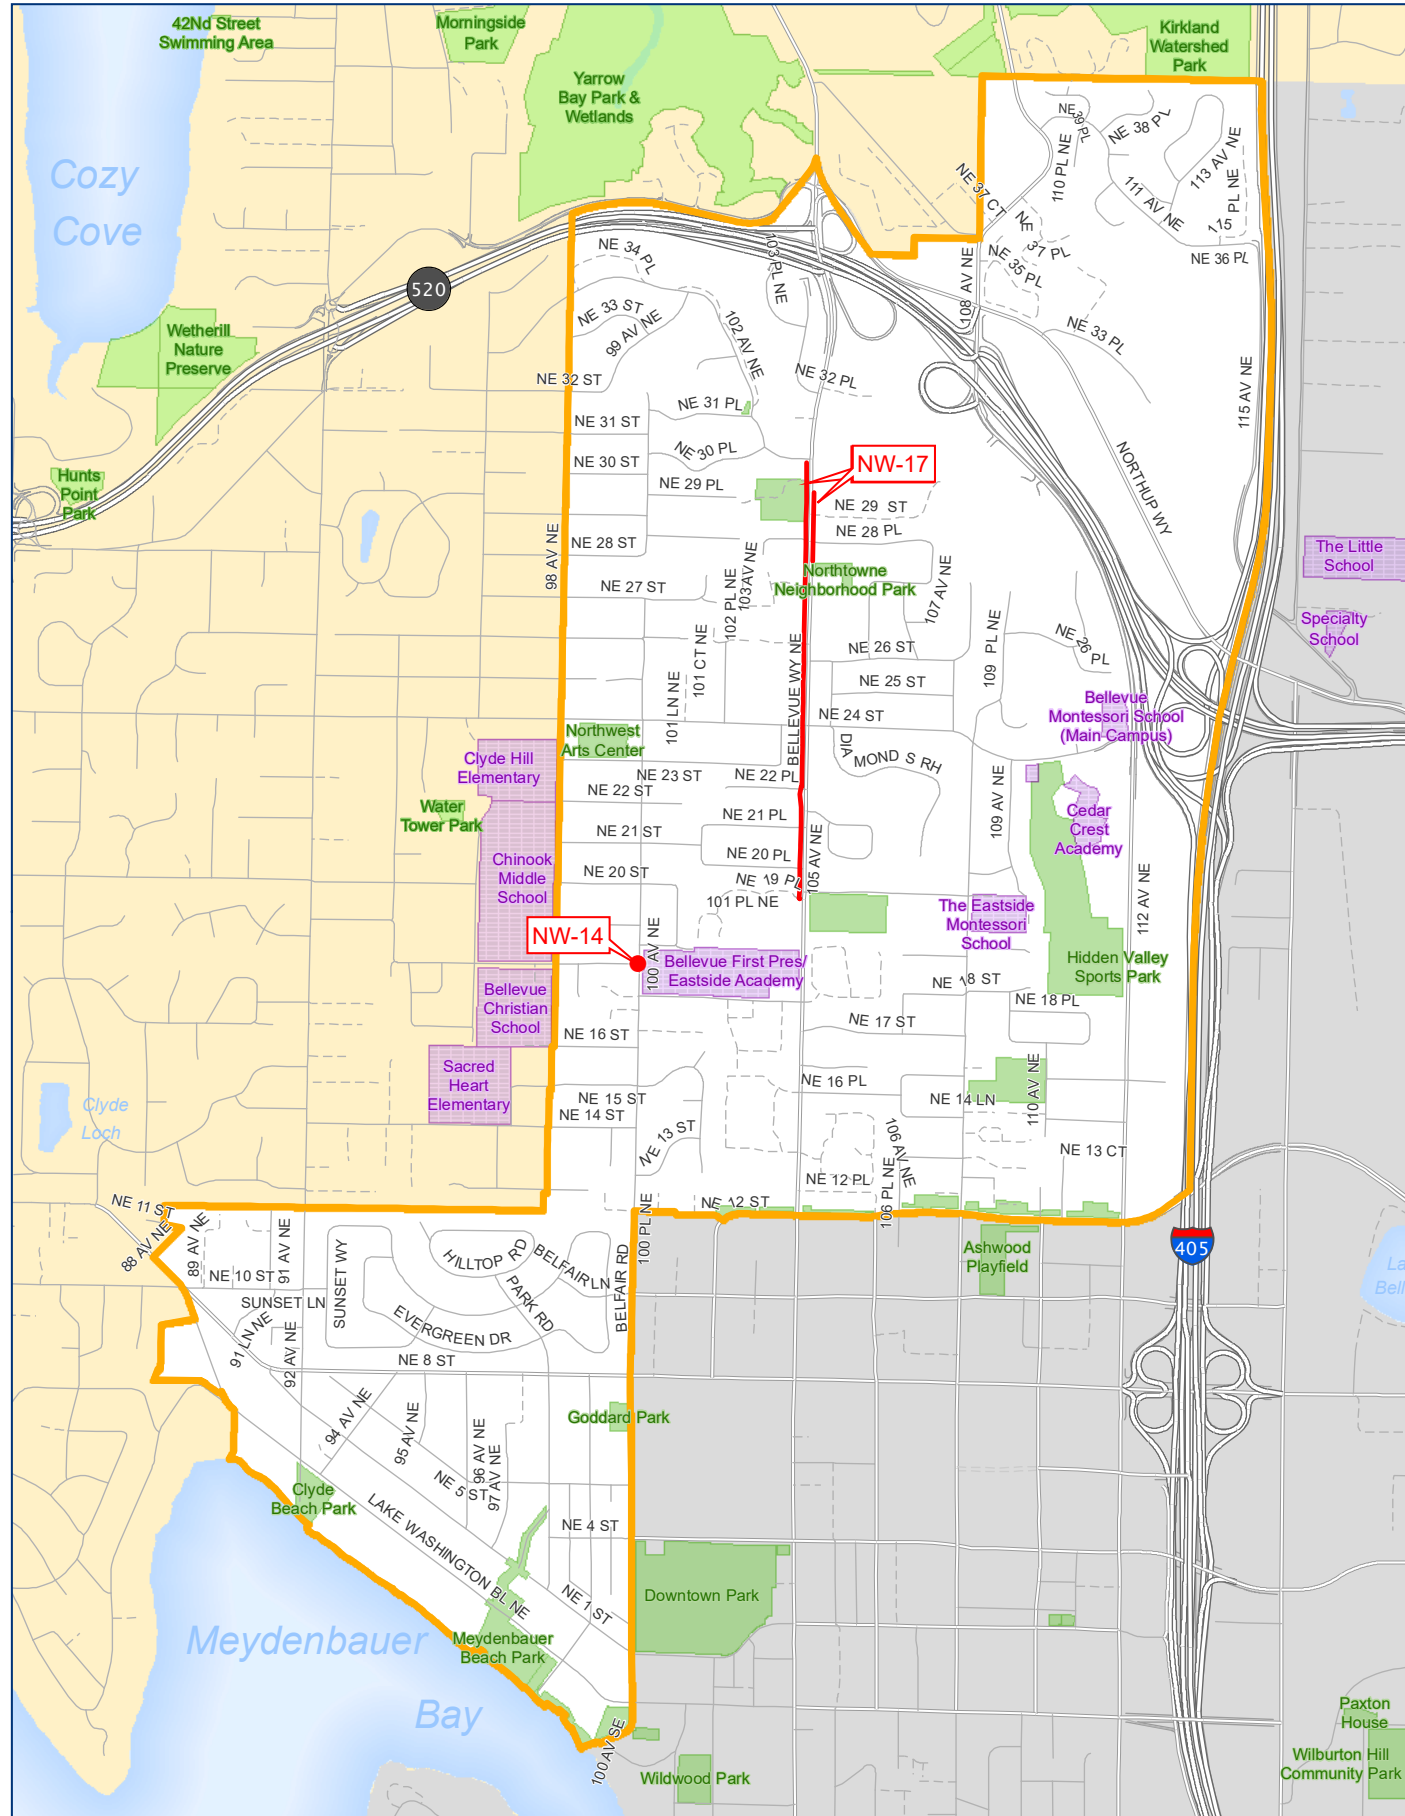 42Nd Street
Swimming Area
Morningside
Park
Kirkland
Watershed
Park
Yarrow
Bay Park &
Wetlands
Cozy
Cove
NE 39 PL
NE 38 PL
110 PL NE
113 AV NE
111 AV NE
NE 37 CT
115
PL NE
NE
37 PL
NE 36 PL
NE 35 PL
108 AV NE
NE 34 PL
103 PL NE
520
NE 33 ST
99 AV NE
102 AV NE
NE 33 PL
Wetherill
Nature
Preserve
NE 32 ST
NE 32 PL
115 AV NE
NE 31 PL
NE 31 ST
NE 30 PL
NE 30 ST
NORTHUP WY
NW-17
Hunts
Point
Park
NE 29 PL
NE 29 ST
NE 28 PL
NE 28 ST
98 AV NE
The Little
School
Northtowne
Neighborhood Park
NE 27 ST
102 PL NE
103 AV NE
107 AV NE
Specialty
School
NE 26 ST
NE 26
PL
109 PL NE
101 CT NE
101 LN NE
BELLEVUE WY NE
NE 25 ST
Bellevue
Montessori School
(Main Campus)
NE 24 ST
Northwest
Arts Center
DIA
MOND S RH
Clyde Hill
Elementary
NE 23 ST
NE 22 PL
NE 22 ST
109 AV NE
Water
Tower Park
NE 21 PL
NE 21 ST
Cedar
Crest
Academy
105 AV NE
NE 20 PL
Chinook
Middle
School
NE 20 ST
NE 19 PL
101 PL NE
112 AV NE
The Eastside
Montessori
School
NW-14
100 AV NE
Bellevue First Pres/
Eastside Academy
Hidden Valley
Sports Park
Bellevue
Christian
School
NE 18 ST
NE 18 PL
NE 17 ST
NE 16 ST
Sacred
Heart
Elementary
NE 16 PL
110 AV NE
NE 15 ST
NE 14 LN
NE 14 ST
Clyde
Loch
NE 13 ST
106 AV NE
NE 13 CT
NE 12 PL
NE 11 ST
NE 12 ST
106 PL NE
100 PL NE
88 AV NE
89 AV NE
91 AV NE
SUNSET WY
HILLTOP RD
BELFAIR LN
BELFAIR RD
Ashwood
Playfield
405
NE 10 ST
PARK RD
SUNSET LN
91 LN NE
92 AV NE
EVERGREEN DR
NE 8 ST
94 AV NE
95 AV NE
96 AV NE
97 AV NE
Goddard Park
Clyde
Beach Park
NE 5 ST
LAKE WASHINGTON BL NE
NE 4 ST
NE 1 ST
Downtown Park
Meydenbauer
Bay
Meydenbauer
Beach Park
100 AV SE
Wildwood Park
Paxton
House
Wilburton Hill
Community Park